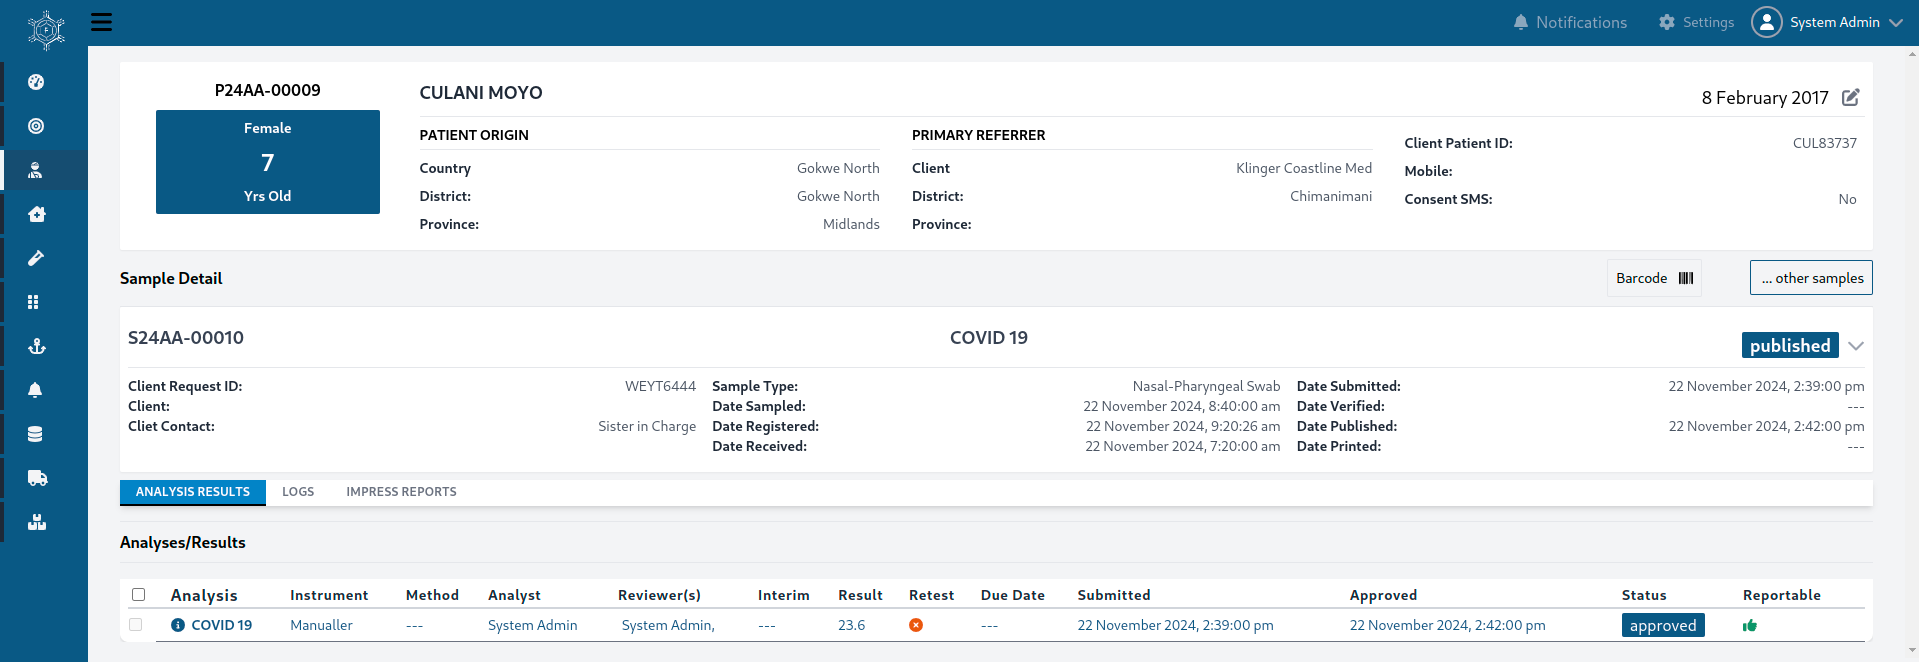 Notifications Settings System Admin
P24AA-00009
Female
7
Yrs Old
CULANI MOYO
8 February 2017
PATIENT ORIGIN
Country Gokwe North
District: Gokwe North
Province: Midlands
PRIMARY REFERRER
Client Klinger Coastline Med
District: Chimanimani
Province:
Client Patient ID: CUL83737
Mobile:
Consent SMS: No
Sample Detail
Barcode
... other samples
S24AA-00010 COVID 19 published
Client Request ID: WEYT6444
Client:
Cliet Contact: Sister in Charge
Sample Type: Nasal-Pharyngeal Swab
Date Sampled: 22 November 2024, 8:40:00 am
Date Registered: 22 November 2024, 9:20:26 am
Date Received: 22 November 2024, 7:20:00 am
Date Submitted: 22 November 2024, 2:39:00 pm
Date Verified: ---
Date Published: 22 November 2024, 2:42:00 pm
Date Printed: ---
ANALYSIS RESULTS LOGS IMPRESS REPORTS
Analyses/Results
Analysis Instrument Method Analyst Reviewer(s) Interim Result Retest Due Date Submitted Approved Status Reportable
COVID 19 Manualler --- System Admin System Admin, --- 23.6 --- 22 November 2024, 2:39:00 pm 22 November 2024, 2:42:00 pm approved